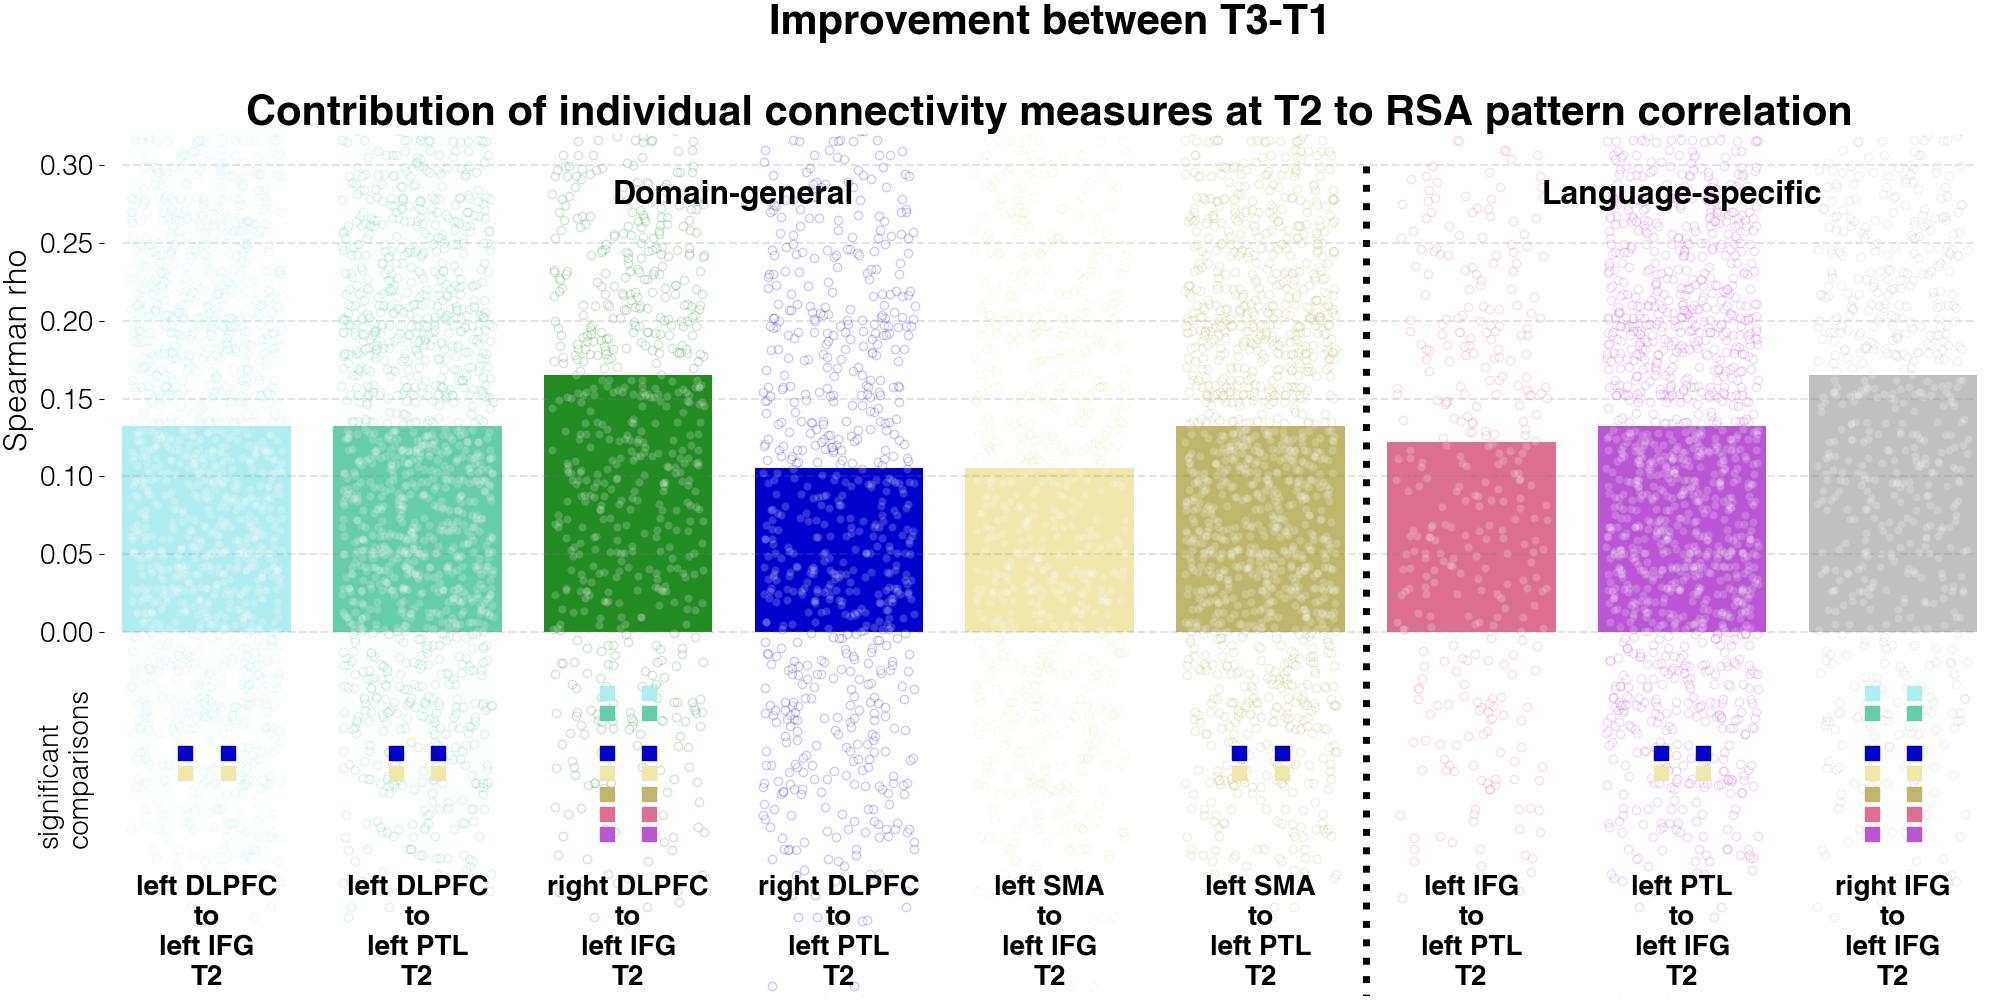 Improvement between T3-T1
Contribution of individual connectivity measures at T2 to RSA pattern correlation
Domain-general
Language-specific
Spearman rho
0.30
0.25
0.20
0.15
0.10
0.05
0.00
significant
comparisons
left DLPFC
to
left IFG
T2
left DLPFC
to
left PTL
T2
right DLPFC
to
left IFG
T2
right DLPFC
to
left PTL
T2
left SMA
to
left IFG
T2
left SMA
to
left PTL
T2
left IFG
to
left PTL
T2
left PTL
to
left IFG
T2
right IFG
to
left IFG
T2